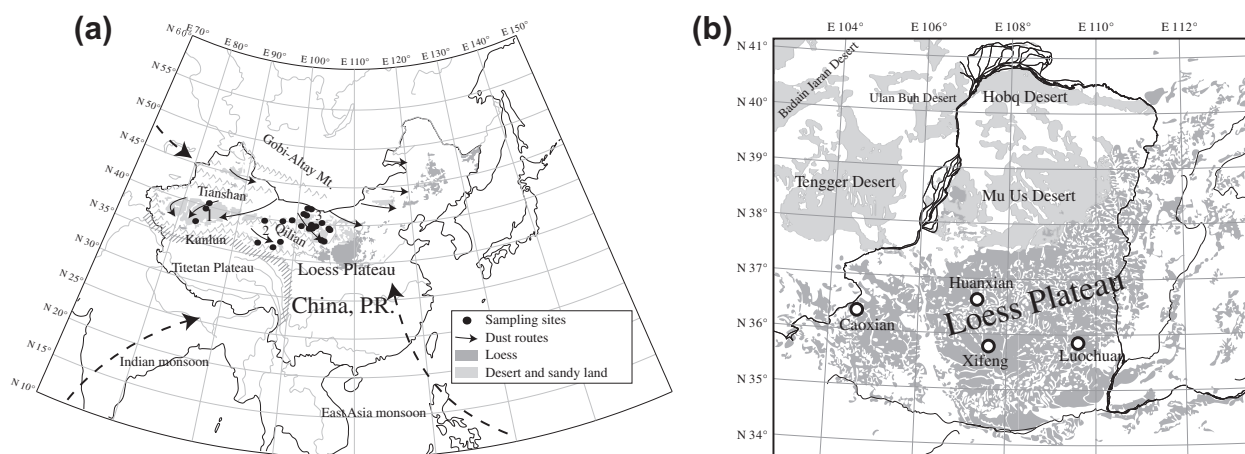 (a)
E 70°
E 80°
E 90°
E 100°
E 110°
E 120°
E 130°
E 140°
E 150°
N 60°
N 55°
N 50°
N 45°
N 40°
N 35°
N 30°
N 25°
N 20°
N 15°
N 10°
Gobi-Altay Mt.
Tianshan
1
3
2
Qilian
Kunlun
Titetan Plateau
Loess Plateau
China, P.R.
Indian monsoon
East Asia monsoon
Sampling sites
Dust routes
Loess
Desert and sandy land
(b)
E 104°
E 106°
E 108°
E 110°
E 112°
N 41°
N 40°
N 39°
N 38°
N 37°
N 36°
N 35°
N 34°
Badain Jaran Desert
Ulan Buh Desert
Hobq Desert
Tengger Desert
Mu Us Desert
Huanxian
Loess Plateau
Caoxian
Xifeng
Luochuan